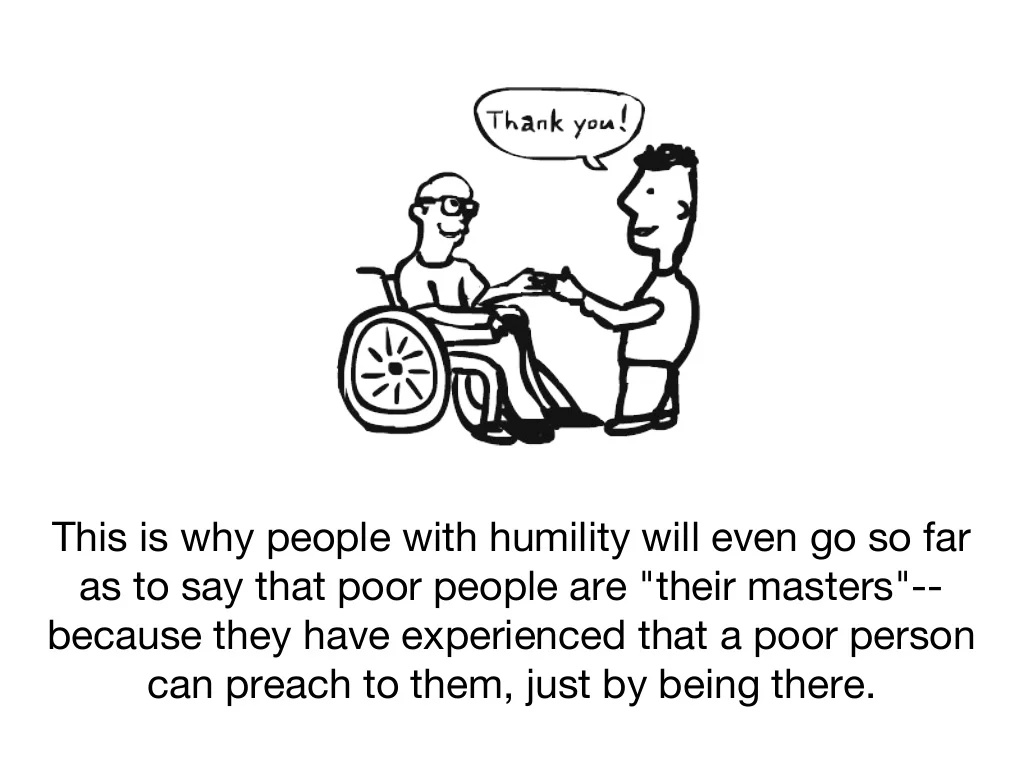 Thank you!
This is why people with humility will even go so far
as to say that poor people are "their masters"--
because they have experienced that a poor person
can preach to them, just by being there.